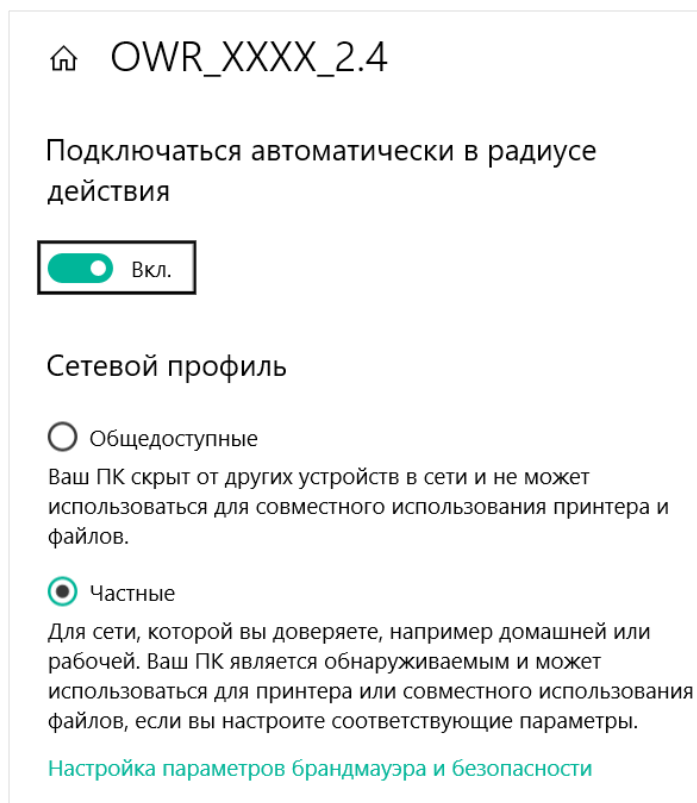 OWR_XXXX_2.4
Подключаться автоматически в радиусе
действия
Вкл.
Сетевой профиль
Общедоступные
Ваш ПК скрыт от других устройств в сети и не может
использоваться для совместного использования принтера и
файлов.
Частные
Для сети, которой вы доверяете, например домашней или
рабочей. Ваш ПК является обнаруживаемым и может
использоваться для принтера или совместного использования
файлов, если вы настроите соответствующие параметры.
Настройка параметров брандмауэра и безопасности